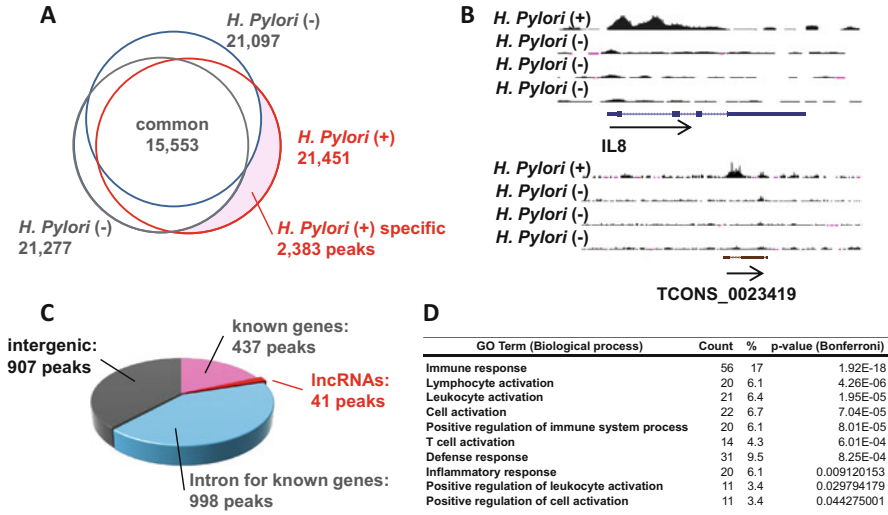 A
H. Pylori (-)
21,097
common
15,553
H. Pylori (+)
21,451
H. Pylori (-)
21,277
H. Pylori (+) specific
2,383 peaks
B
H. Pylori (+)
H. Pylori (-)
H. Pylori (-)
H. Pylori (-)
IL8
H. Pylori (+)
H. Pylori (-)
H. Pylori (-)
H. Pylori (-)
TCONS_0023419
C
known genes:
437 peaks
intergenic:
907 peaks
lncRNAs:
41 peaks
Intron for known genes:
998 peaks
D
GO Term (Biological process) Count % p-value (Bonferroni)
Immune response 56 17 1.92E-18
Lymphocyte activation 20 6.1 4.26E-06
Leukocyte activation 21 6.4 1.95E-05
Cell activation 22 6.7 7.04E-05
Positive regulation of immune system process 20 6.1 8.01E-05
T cell activation 14 4.3 6.01E-04
Defense response 31 9.5 8.25E-04
Inflammatory response 20 6.1 0.009120153
Positive regulation of leukocyte activation 11 3.4 0.029794179
Positive regulation of cell activation 11 3.4 0.044275001